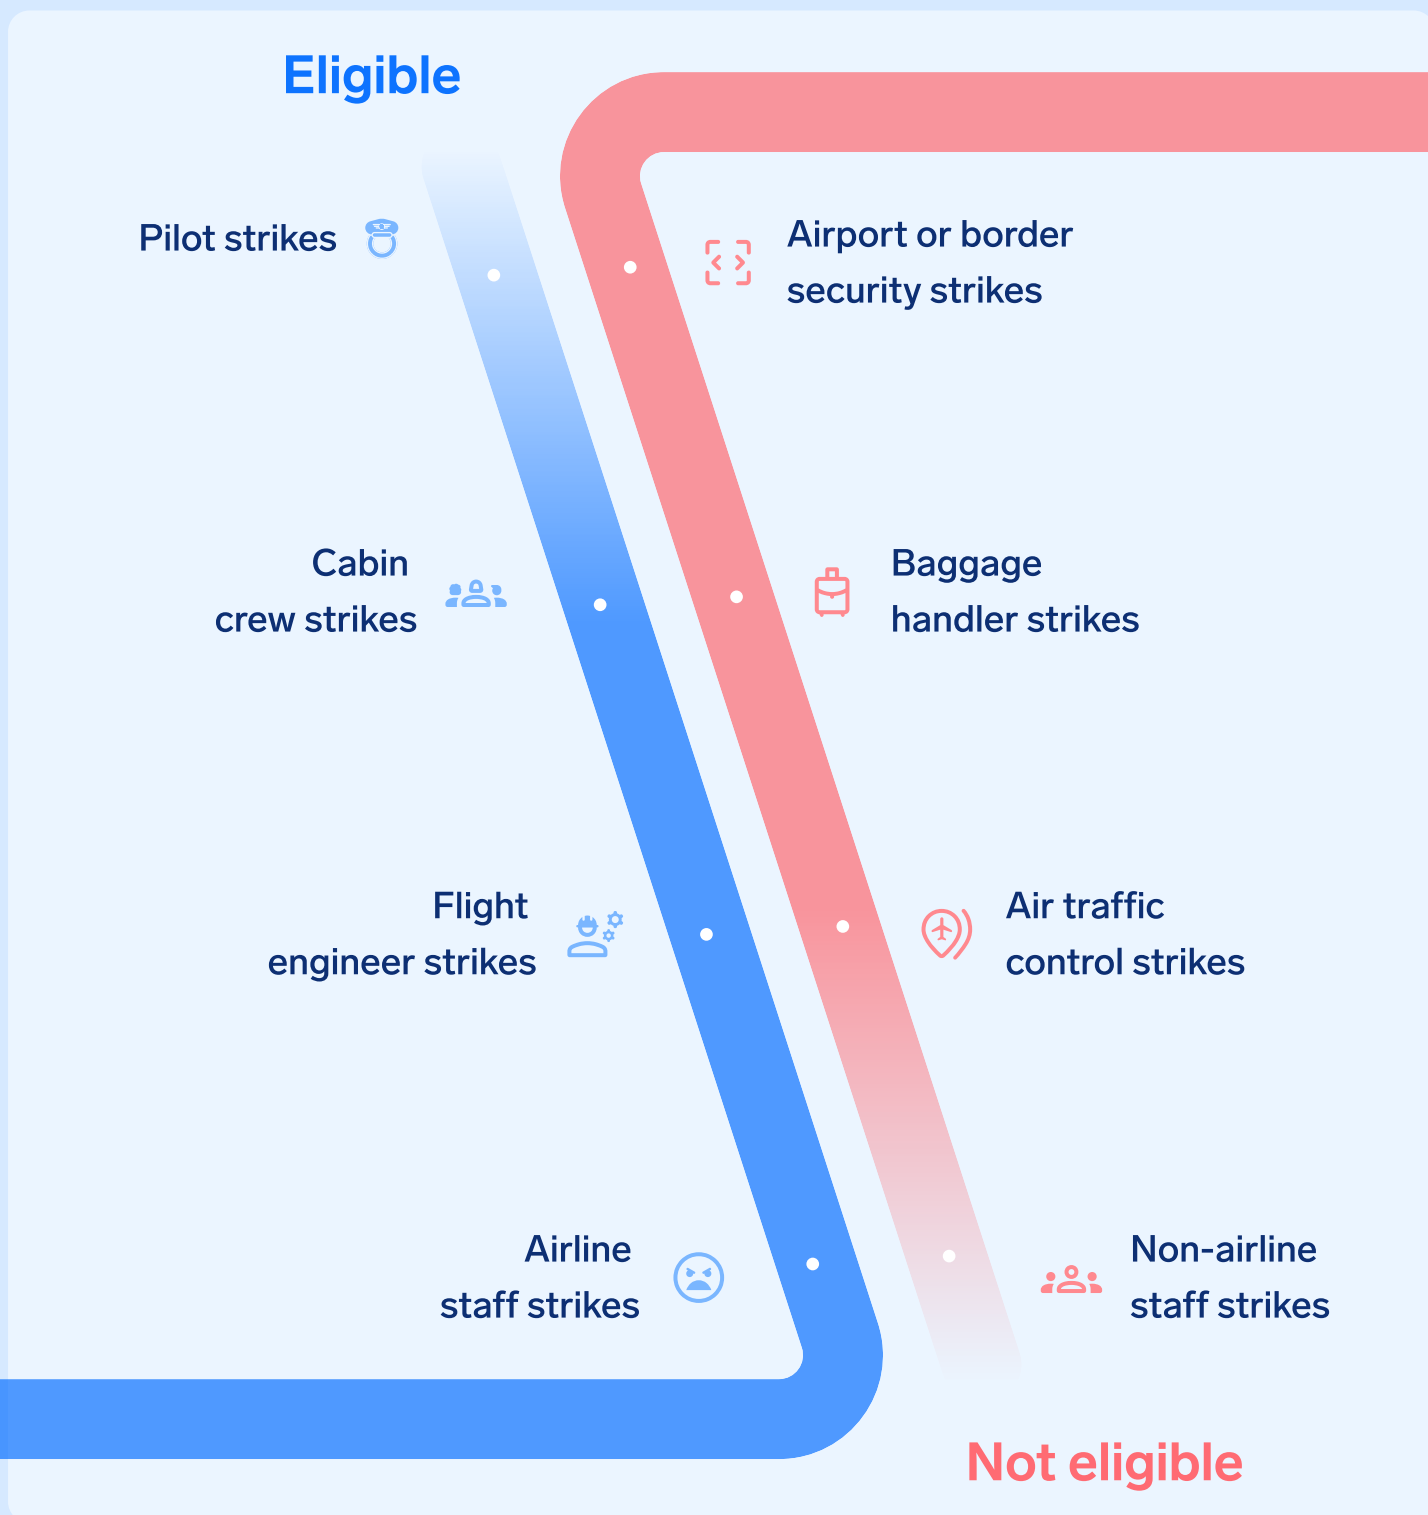 Eligible
Pilot strikes
Cabin
crew strikes
Flight
engineer strikes
Airline
staff strikes
Airport or border
security strikes
Baggage
handler strikes
Air traffic
control strikes
Non-airline
staff strikes
Not eligible